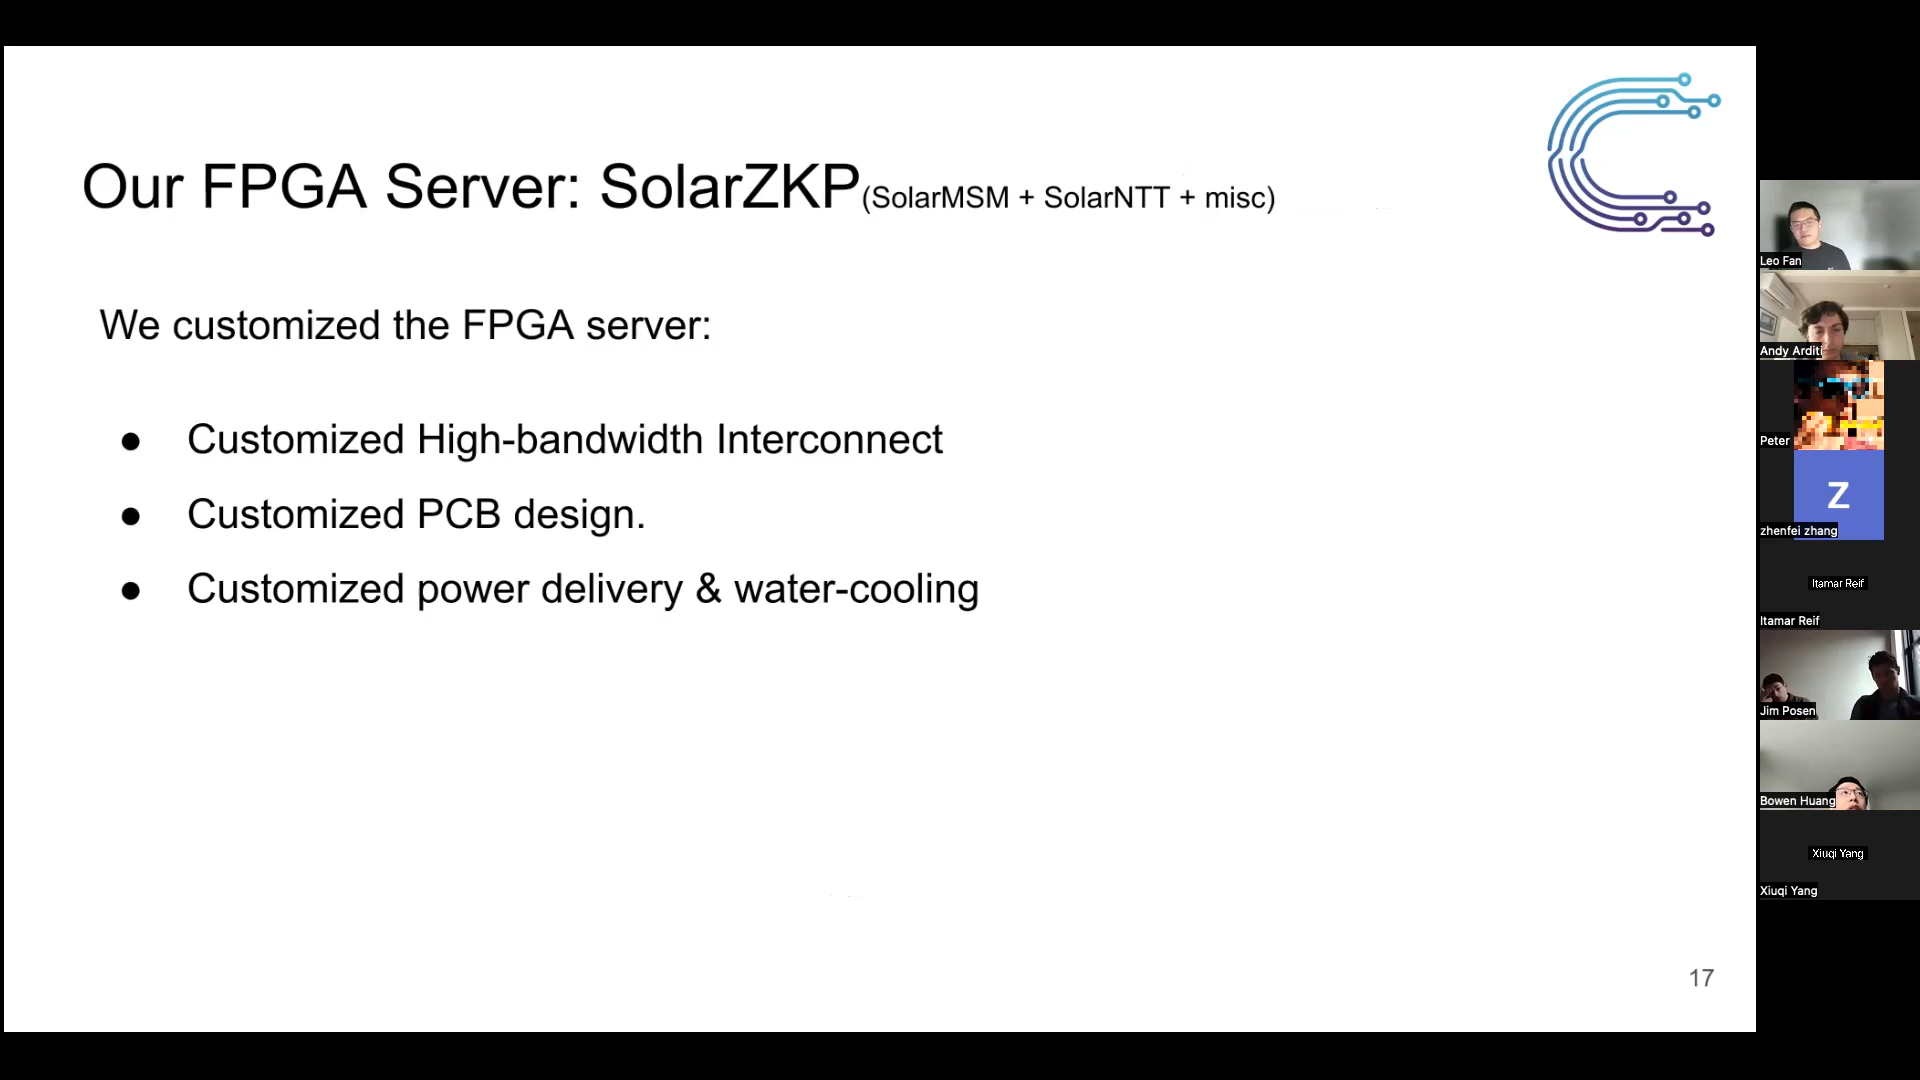 Our FPGA Server: SolarZKP(SolarMSM + SolarNTT + misc)
We customized the FPGA server:
● Customized High-bandwidth Interconnect
● Customized PCB design.
● Customized power delivery & water-cooling
17
Leo Fan
Andy Arditi
Peter
Z
zhenfei zhang
Itamar Reif
Itamar Reif
Jim Posen
Bowen Huang
Xiuqi Yang
Xiuqi Yang